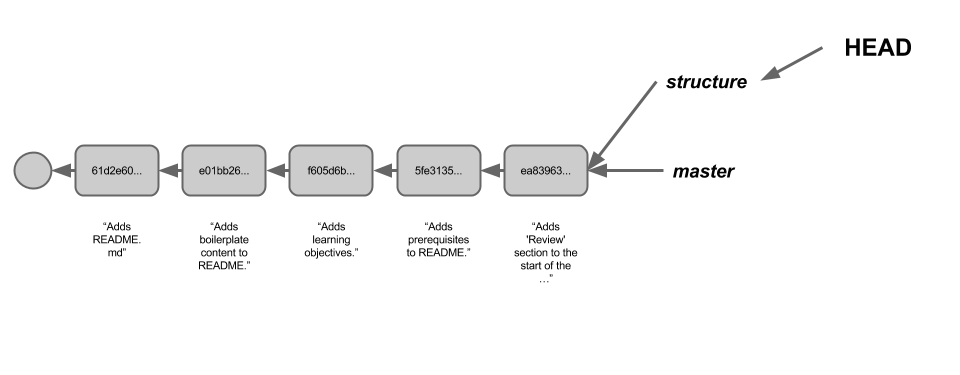 HEAD
structure
master
61d2e60...
e01bb26...
f605d6b...
5fe3135...
ea83963...
“Adds
README.
md”
“Adds
boilerplate
content to
README.”
“Adds
learning
objectives.”
“Adds
prerequisites
to README.”
“Adds
'Review'
section to the
start of the
…”